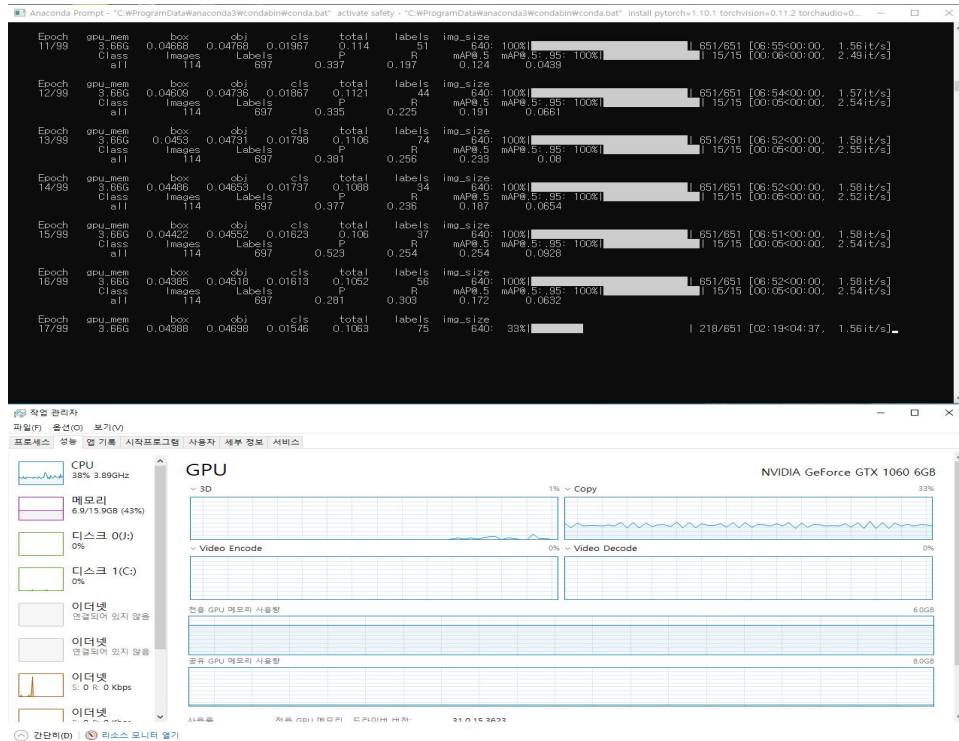 Anaconda Prompt - "C:₩ProgramData₩anaconda3₩condabin₩conda.bat" activate safety - "C:₩ProgramData₩anaconda3₩condabin₩conda.bat" install pytorch=1.10.1 torchvision=0.11.2 torchaudio=0...
Epoch gpu_mem box obj cls total labels img_size
11/99 3.66G 0.04668 0.04768 0.01967 0.114 51 640: 100%| | 651/651 [06:55<00:00, 1.56it/s]
Class Images Labels P R mAP@.5 mAP@.5:.95: 100%| | 15/15 [00:06<00:00, 2.49it/s]
all 114 697 0.337 0.197 0.124 0.0439
Epoch gpu_mem box obj cls total labels img_size
12/99 3.66G 0.04609 0.04736 0.01867 0.1121 44 640: 100%| | 651/651 [06:54<00:00, 1.57it/s]
Class Images Labels P R mAP@.5 mAP@.5:.95: 100%| | 15/15 [00:05<00:00, 2.54it/s]
all 114 697 0.335 0.225 0.191 0.0661
Epoch gpu_mem box obj cls total labels img_size
13/99 3.66G 0.0453 0.04731 0.01798 0.1106 74 640: 100%| | 651/651 [06:52<00:00, 1.58it/s]
Class Images Labels P R mAP@.5 mAP@.5:.95: 100%| | 15/15 [00:05<00:00, 2.55it/s]
all 114 697 0.381 0.256 0.233 0.08
Epoch gpu_mem box obj cls total labels img_size
14/99 3.66G 0.04486 0.04653 0.01737 0.1088 34 640: 100%| | 651/651 [06:52<00:00, 1.58it/s]
Class Images Labels P R mAP@.5 mAP@.5:.95: 100%| | 15/15 [00:05<00:00, 2.52it/s]
all 114 697 0.377 0.236 0.187 0.0654
Epoch gpu_mem box obj cls total labels img_size
15/99 3.66G 0.04422 0.04552 0.01623 0.106 37 640: 100%| | 651/651 [06:51<00:00, 1.58it/s]
Class Images Labels P R mAP@.5 mAP@.5:.95: 100%| | 15/15 [00:05<00:00, 2.54it/s]
all 114 697 0.523 0.254 0.254 0.0928
Epoch gpu_mem box obj cls total labels img_size
16/99 3.66G 0.04385 0.04518 0.01613 0.1052 56 640: 100%| | 651/651 [06:52<00:00, 1.58it/s]
Class Images Labels P R mAP@.5 mAP@.5:.95: 100%| | 15/15 [00:05<00:00, 2.54it/s]
all 114 697 0.281 0.303 0.172 0.0632
Epoch gpu_mem box obj cls total labels img_size
17/99 3.66G 0.04388 0.04698 0.01546 0.1063 75 640: 33%| | 218/651 [02:19<04:37, 1.56it/s]
작업 관리자
파일(F) 옵션(O) 보기(V)
프로세스 성능 앱 기록 시작프로그램 사용자 세부 정보 서비스
CPU
38% 3.89GHz
메모리
6.9/15.9GB (43%)
디스크 0(J:)
0%
디스크 1(C:)
0%
이더넷
연결되어 있지 않음
이더넷
연결되어 있지 않음
이더넷
S: 0 R: 0 Kbps
이더넷
GPU NVIDIA GeForce GTX 1060 6GB
3D 1% Copy 33%
Video Encode 0% Video Decode 0%
전용 GPU 메모리 사용량 6.0GB
공유 GPU 메모리 사용량 8.0GB
사용률 전용 GPU 메모리 드라이버 버전: 31.0.15.3623
간단히(D) 리소스 모니터 열기